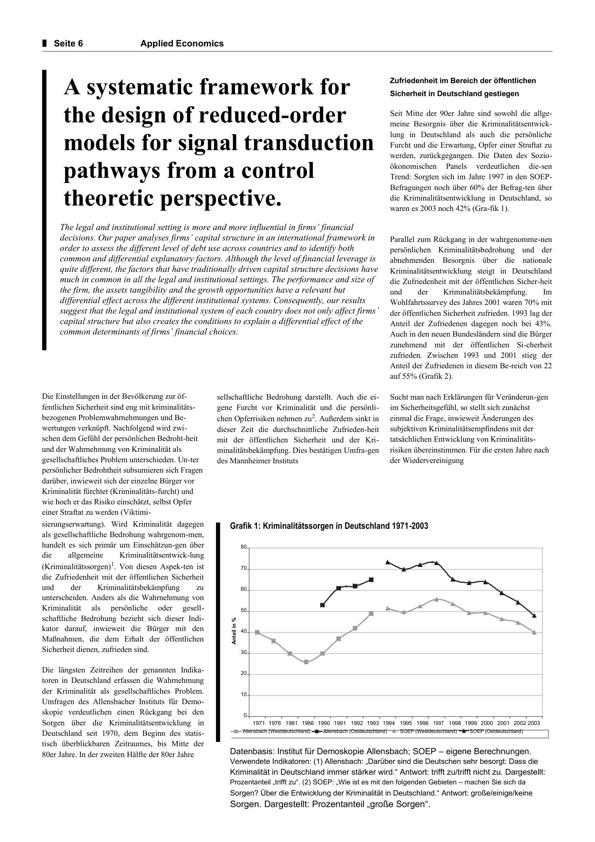 Seite 6
Applied Economics
A systematic framework for
the design of reduced-order
models for signal transduction
pathways from a control
theoretic perspective.
The legal and institutional setting is more and more influential in firms' financial
decisions. Our paper analyses firms' capital structure in an international framework in
order to assess the different level of debt use across countries and to identify both
common and differential explanatory factors. Although the level of financial leverage is
quite different, the factors that have traditionally driven capital structure decisions have
much in common in all the legal and institutional settings. The performance and size of
the firm, the assets tangibility and the growth opportunities have a relevant but
differential effect across the different institutional systems. Consequently, our results
suggest that the legal and institutional system of each country does not only affect firms'
capital structure but also creates the conditions to explain a differential effect of the
common determinants of firms' financial choices.
Zufriedenheit im Bereich der öffentlichen
Sicherheit in Deutschland gestiegen
Seit Mitte der 90er Jahre sind sowohl die allge-
meine Besorgnis über die Kriminalitätsentwick-
lung in Deutschland als auch die persönliche
Furcht und die Erwartung, Opfer einer Straftat zu
werden, zurückgegangen. Die Daten des Sozio-
ökonomischen Panels verdeutlichen die-sen
Trend: Sorgten sich im Jahre 1997 in den SOEP-
Befragungen noch über 60% der Befrag-ten über
die Kriminalitätsentwicklung in Deutschland, so
waren es 2003 noch 42% (Gra-fik 1).
Parallel zum Rückgang in der wahrgenomme-nen
persönlichen Kriminalitätsbedrohung und der
abnehmenden Besorgnis über die nationale
Kriminalitätsentwicklung steigt in Deutschland
die Zufriedenheit mit der öffentlichen Sicher-heit
und der Kriminalitätsbekämpfung. Im
Wohlfahrtssurvey des Jahres 2001 waren 70% mit
der öffentlichen Sicherheit zufrieden. 1993 lag der
Anteil der Zufriedenen dagegen noch bei 43%.
Auch in den neuen Bundesländern sind die Bürger
zunehmend mit der öffentlichen Si-cherheit
zufrieden. Zwischen 1993 und 2001 stieg der
Anteil der Zufriedenen in diesem Be-reich von 22
auf 55% (Grafik 2).
Die Einstellungen in der Bevölkerung zur öf-
fentlichen Sicherheit sind eng mit kriminalitäts-
bezogenen Problemwahrnehmungen und Be-
wertungen verknüpft. Nachfolgend wird zwi-
schen dem Gefühl der persönlichen Bedroht-heit
und der Wahrnehmung von Kriminalität als
gesellschaftliches Problem unterschieden. Un-ter
persönlicher Bedrohtheit subsumieren sich Fragen
darüber, inwieweit sich der einzelne Bürger vor
Kriminalität fürchtet (Kriminalitäts-furcht) und
wie hoch er das Risiko einschätzt, selbst Opfer
einer Straftat zu werden (Viktimi-
sierungserwartung). Wird Kriminalität dagegen
als gesellschaftliche Bedrohung wahrgenom-men,
handelt es sich primär um Einschätzun-gen über
die allgemeine Kriminalitätsentwick-lung
(Kriminalitätssorgen)1. Von diesen Aspek-ten ist
die Zufriedenheit mit der öffentlichen Sicherheit
und der Kriminalitätsbekämpfung zu
unterscheiden. Anders als die Wahrnehmung von
Kriminalität als persönliche oder gesell-
schaftliche Bedrohung bezieht sich dieser Indi-
kator darauf, inwieweit die Bürger mit den
Maßnahmen, die dem Erhalt der öffentlichen
Sicherheit dienen, zufrieden sind.
Die längsten Zeitreihen der genannten Indika-
toren in Deutschland erfassen die Wahrnehmung
der Kriminalität als gesellschaftliches Problem.
Umfragen des Allensbacher Instituts für Demo-
skopie verdeutlichen einen Rückgang bei den
Sorgen über die Kriminalitätsentwicklung in
Deutschland seit 1970, dem Beginn des statis-
tisch überblickbaren Zeitraumes, bis Mitte der
80er Jahre. In der zweiten Hälfte der 80er Jahre
sellschaftliche Bedrohung darstellt. Auch die ei-
gene Furcht vor Kriminalität und die persönli-
chen Opferrisiken nehmen zu2. Außerdem sinkt in
dieser Zeit die durchschnittliche Zufrieden-heit
mit der öffentlichen Sicherheit und der Kri-
minalitätsbekämpfung. Dies bestätigen Umfra-gen
des Mannheimer Instituts
Sucht man nach Erklärungen für Veränderun-gen
im Sicherheitsgefühl, so stellt sich zunächst
einmal die Frage, inwieweit Änderungen des
subjektiven Kriminalitätsempfindens mit der
tatsächlichen Entwicklung von Kriminalitäts-
risiken übereinstimmen. Für die ersten Jahre nach
der Wiedervereinigung
Grafik 1: Kriminalitätssorgen in Deutschland 1971-2003
Anteil in %
80
70
60
50
40
30
20
10
0
1971 1976 1981 1986 1990 1991 1992 1993 1994 1995 1996 1997 1998 1999 2000 2001 2002 2003
Allensbach (Westdeutschland) Allensbach (Ostdeutschland) SOEP (Westdeutschland) SOEP (Ostdeutschland)
Datenbasis: Institut für Demoskopie Allensbach; SOEP – eigene Berechnungen.
Verwendete Indikatoren: (1) Allensbach: „Darüber sind die Deutschen sehr besorgt: Dass die
Kriminalität in Deutschland immer stärker wird.“ Antwort: trifft zu/trifft nicht zu. Dargestellt:
Prozentanteil „trifft zu“. (2) SOEP: „Wie ist es mit den folgenden Gebieten – machen Sie sich da
Sorgen? Über die Entwicklung der Kriminalität in Deutschland.“ Antwort: große/einige/keine
Sorgen. Dargestellt: Prozentanteil „große Sorgen“.